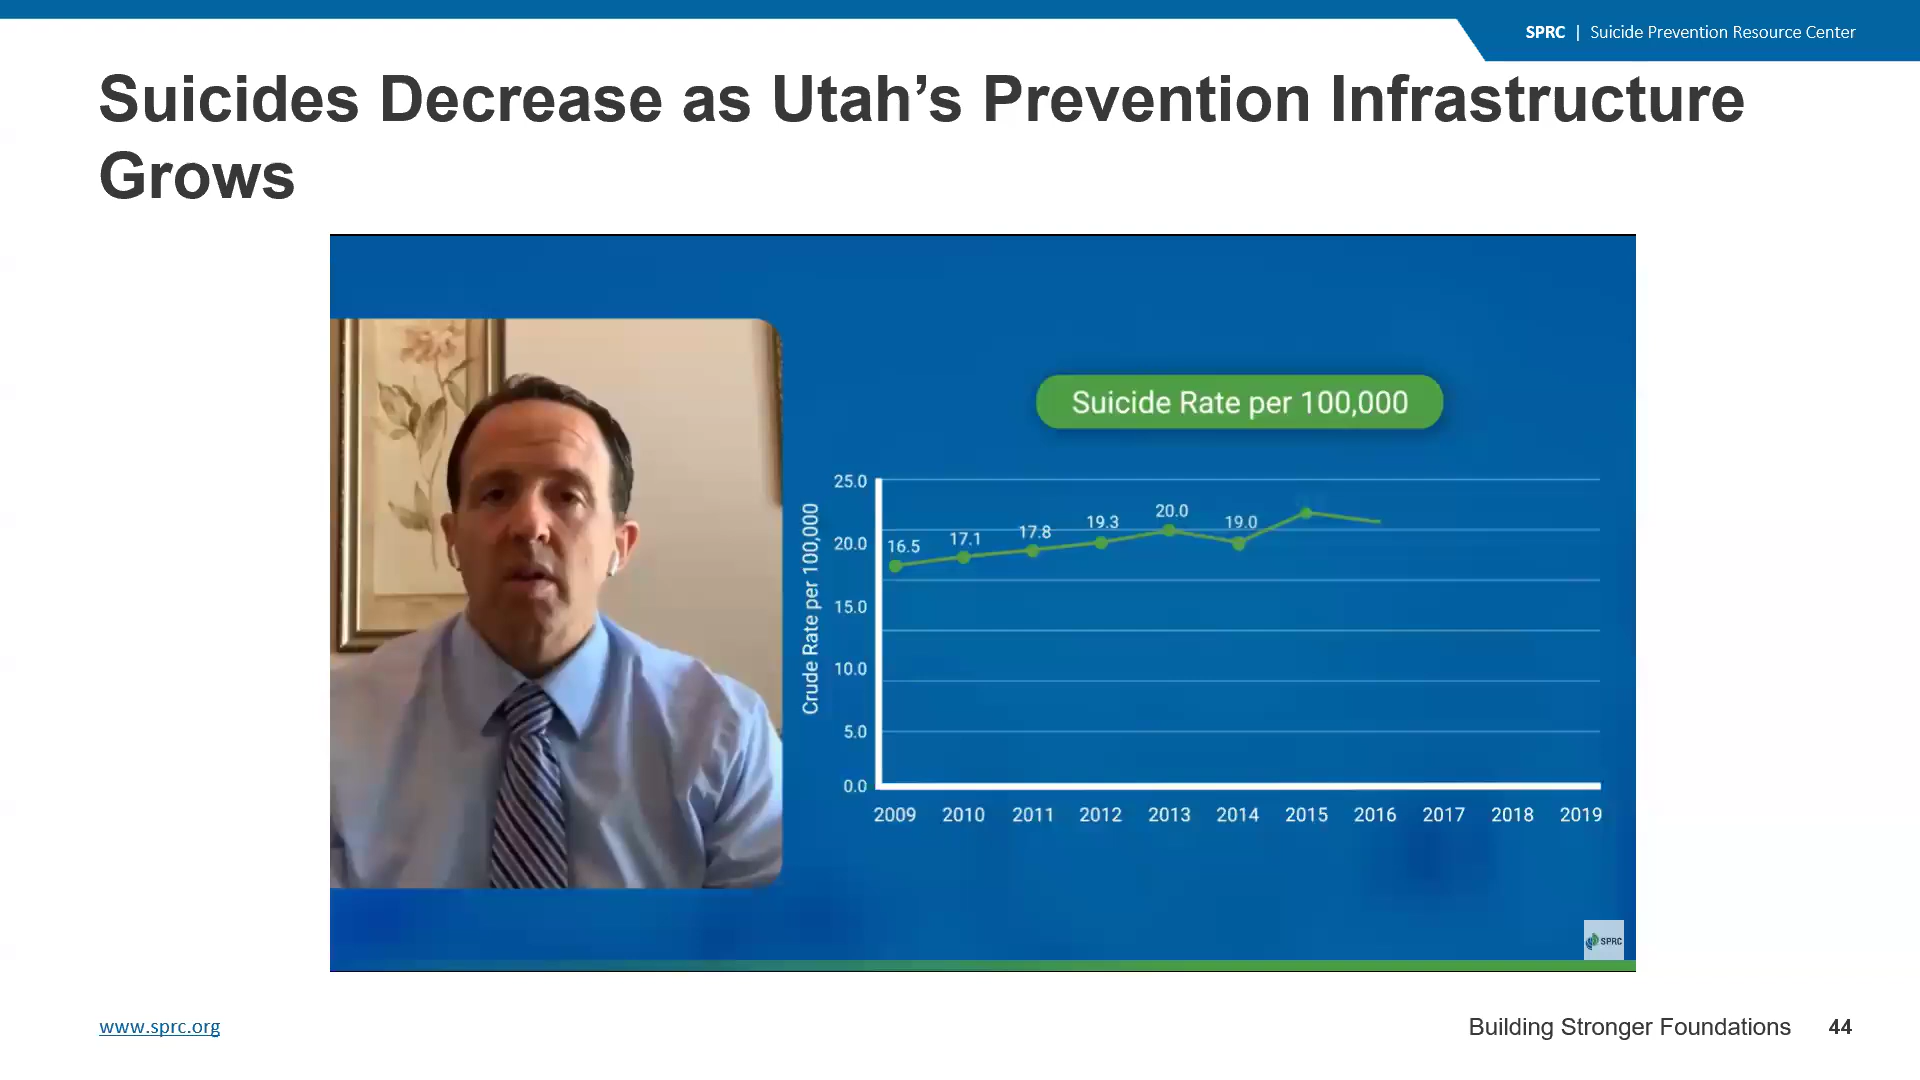 SPRC | Suicide Prevention Resource Center
Suicides Decrease as Utah’s Prevention Infrastructure
Grows
Suicide Rate per 100,000
Crude Rate per 100,000
25.0
20.0
15.0
10.0
5.0
0.0
16.5 17.1 17.8 19.3 20.0 19.0
2009 2010 2011 2012 2013 2014 2015 2016 2017 2018 2019
SPRC
www.sprc.org
Building Stronger Foundations 44